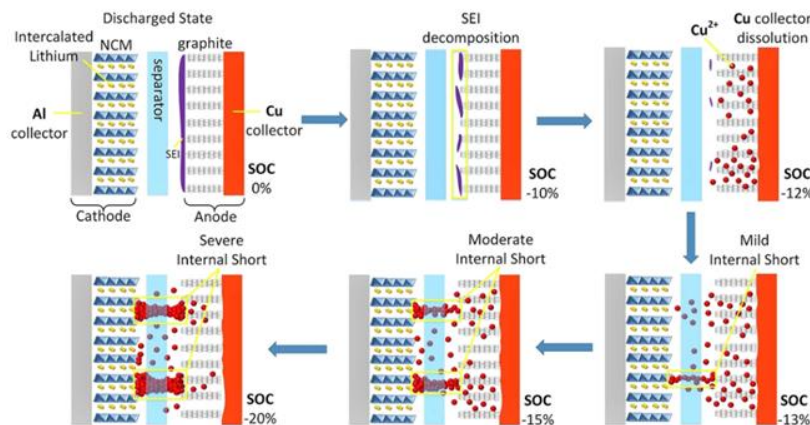 Discharged State
Intercalated
Lithium
NCM
graphite
separator
Al
collector
SEI
Cu
collector
SOC
0%
Cathode
Anode
SEI
decomposition
SOC
-10%
Cu²⁺
Cu collector
dissolution
SOC
-12%
Severe
Internal Short
SOC
-20%
Moderate
Internal Short
SOC
-15%
Mild
Internal Short
SOC
-13%